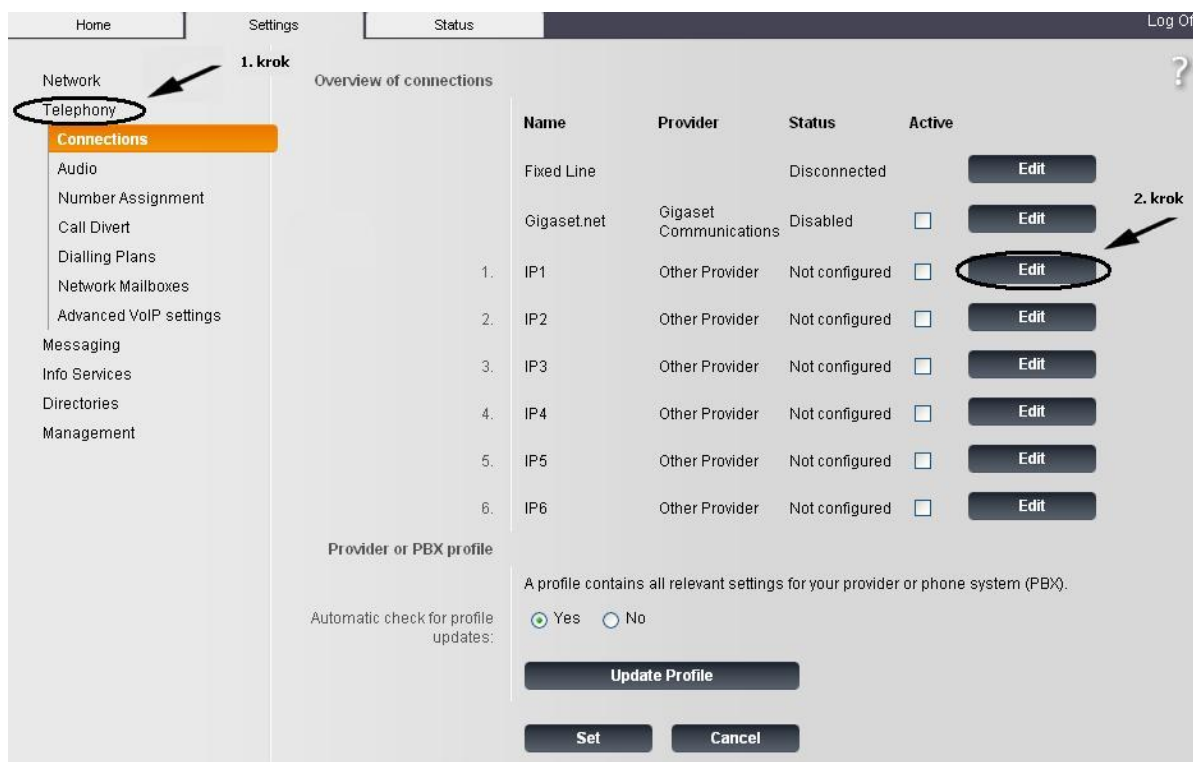 Home Settings Status Log Of
1. krok
Network
Telephony
Connections
Audio
Number Assignment
Call Divert
Dialling Plans
Network Mailboxes
Advanced VoIP settings
Messaging
Info Services
Directories
Management
?
Overview of connections
Name Provider Status Active
Fixed Line Disconnected Edit
2. krok
Gigaset.net Gigaset Communications Disabled Edit
1. IP1 Other Provider Not configured Edit
2. IP2 Other Provider Not configured Edit
3. IP3 Other Provider Not configured Edit
4. IP4 Other Provider Not configured Edit
5. IP5 Other Provider Not configured Edit
6. IP6 Other Provider Not configured Edit
Provider or PBX profile
A profile contains all relevant settings for your provider or phone system (PBX).
Automatic check for profile
updates:
Yes No
Update Profile
Set Cancel